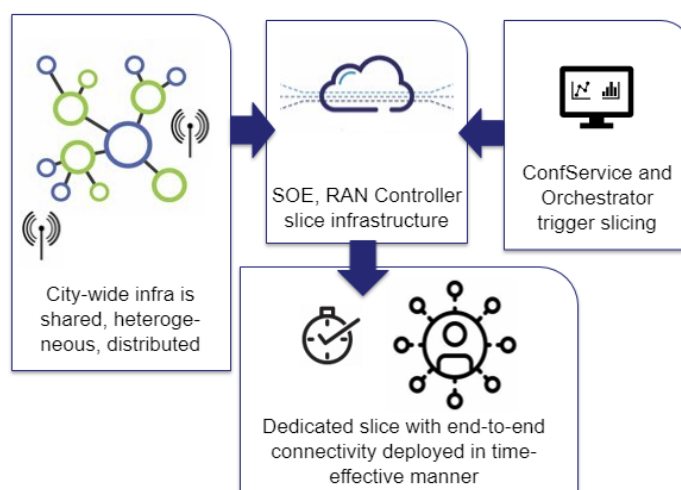 City-wide infra is
shared, heteroge-
neous, distributed
SOE, RAN Controller
slice infrastructure
ConfService and
Orchestrator
trigger slicing
Dedicated slice with end-to-end
connectivity deployed in time-
effective manner